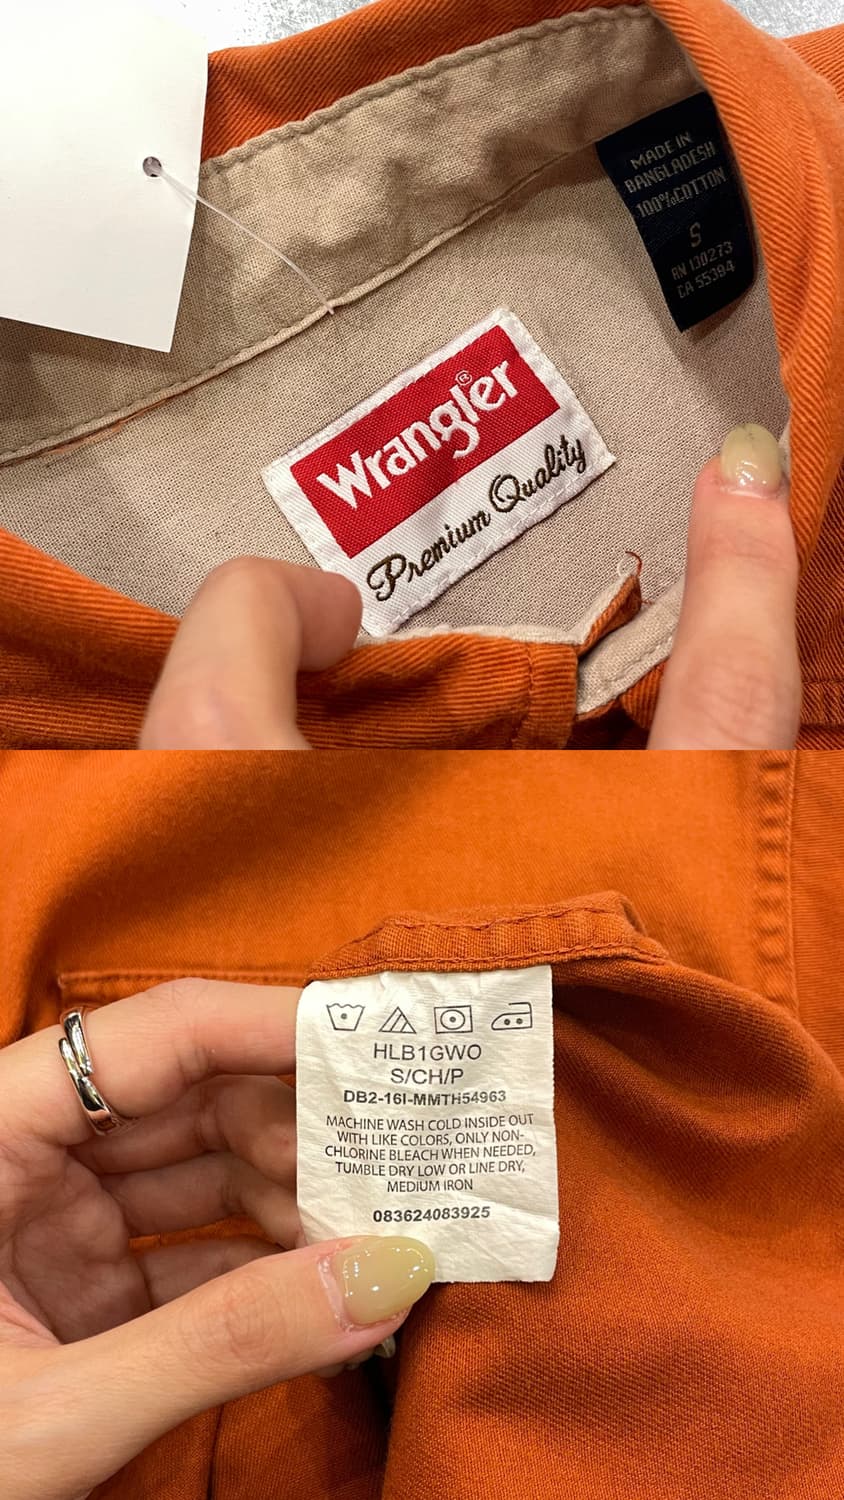 MADE IN
BANGLADESH
100%COTTON
S
RN 130273
CA 55394
Wrangler®
Premium Quality
HLB1GWO
S/CH/P
DB2-16I-MMTH54963
MACHINE WASH COLD INSIDE OUT
WITH LIKE COLORS, ONLY NON-
CHLORINE BLEACH WHEN NEEDED,
TUMBLE DRY LOW OR LINE DRY,
MEDIUM IRON
083624083925